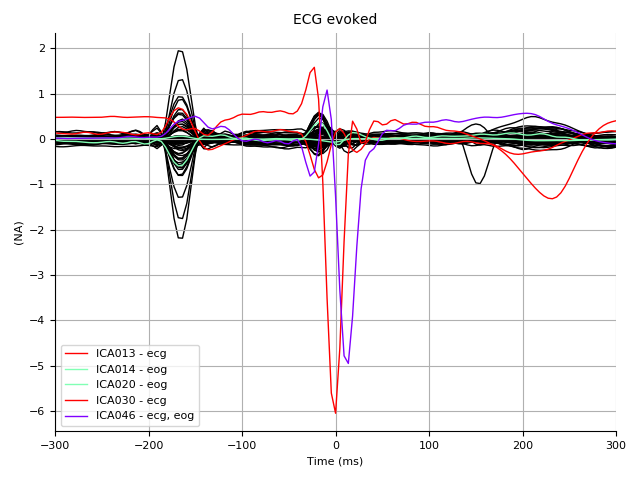 ECG evoked
2
1
0
−1
−2
−3
−4
−5
−6
(NA)
ICA013 - ecg
ICA014 - eog
ICA020 - eog
ICA030 - ecg
ICA046 - ecg, eog
−300 −200 −100 0 100 200 300
Time (ms)